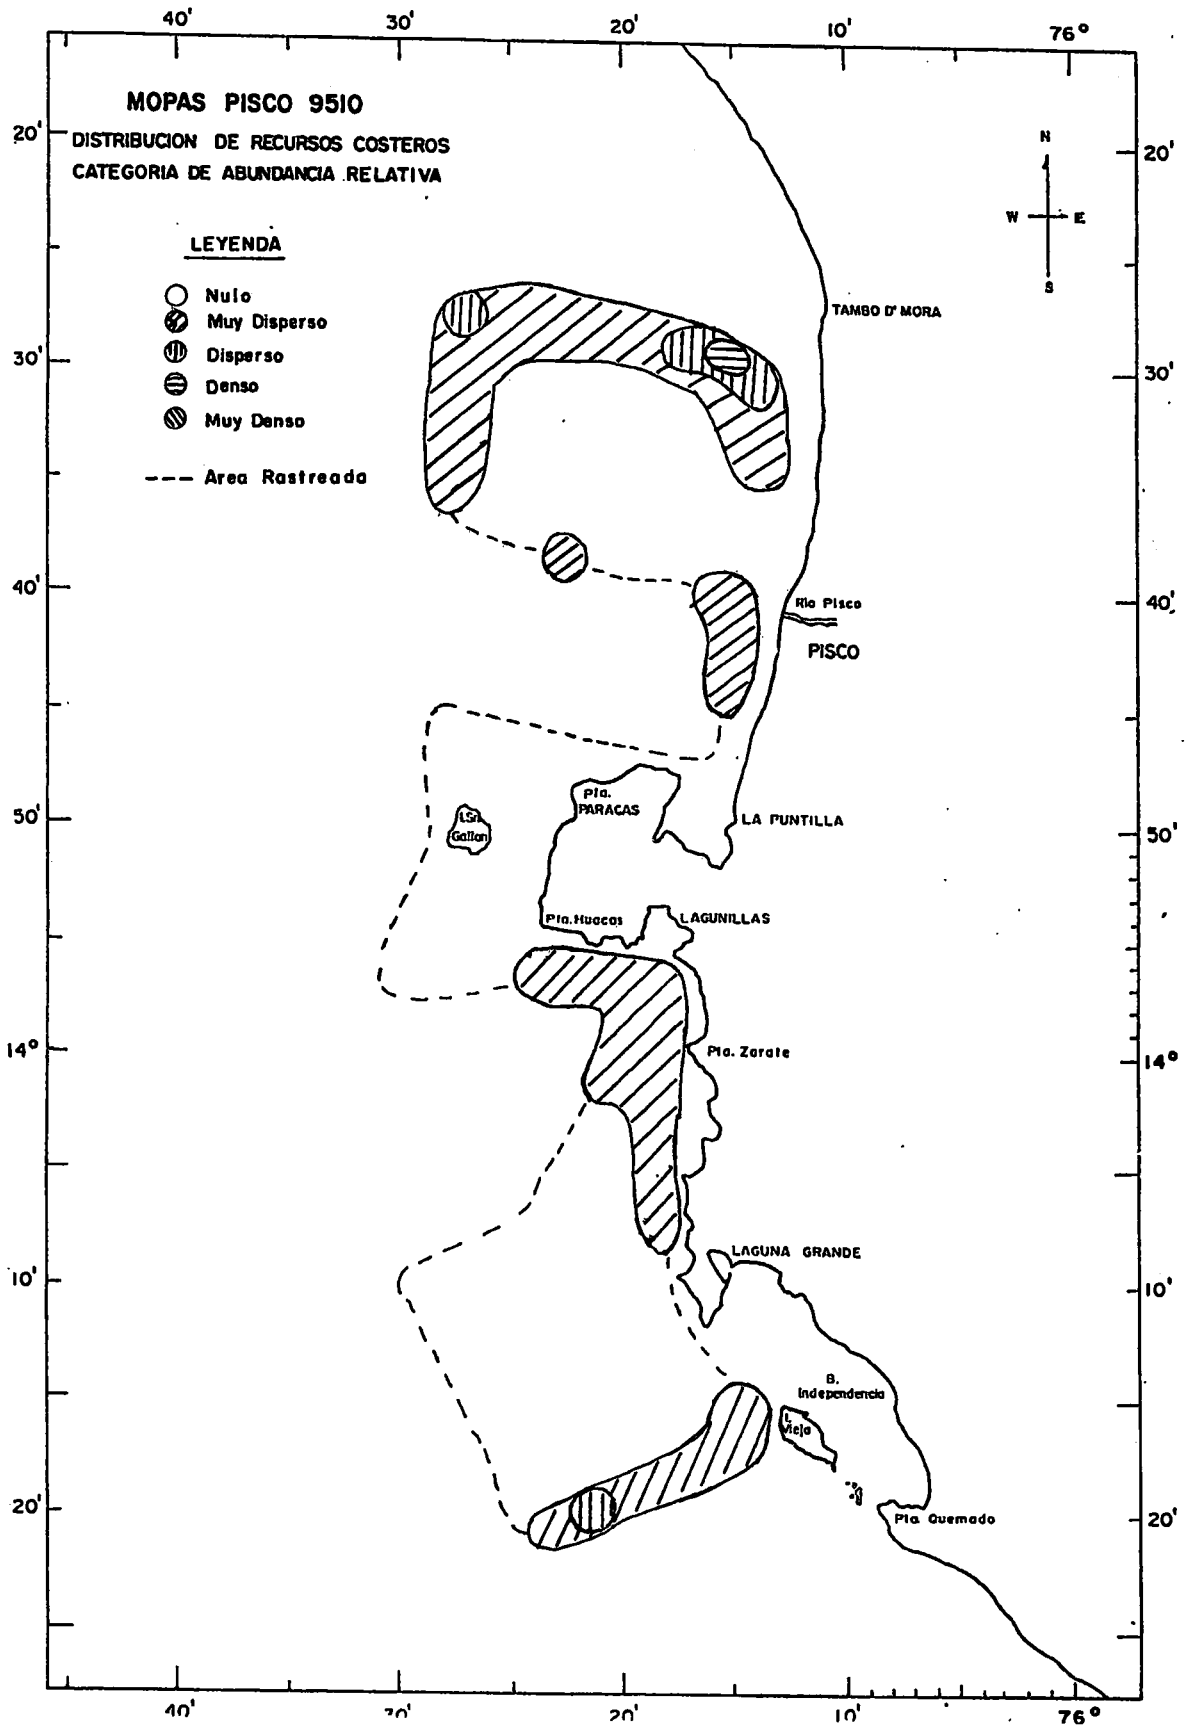 40'
30'
20'
10'
76°
MOPAS PISCO 9510
DISTRIBUCION DE RECURSOS COSTEROS
CATEGORIA DE ABUNDANCIA RELATIVA
LEYENDA
Nulo
Muy Disperso
Disperso
Denso
Muy Denso
--- Area Rastreada
N
W E
S
20'
20'
TAMBO D' MORA
30'
30'
40'
40'
Rio Pisco
PISCO
Pta.
PARACAS
50'
I.Sn
Gallan
LA PUNTILLA
50'
Pta. Huacas
LAGUNILLAS
14°
Pta. Zarate
14°
LAGUNA GRANDE
10'
10'
B.
Independencia
I.
Vieja
20'
Pta. Quemado
20'
40'
30'
20'
10'
76°